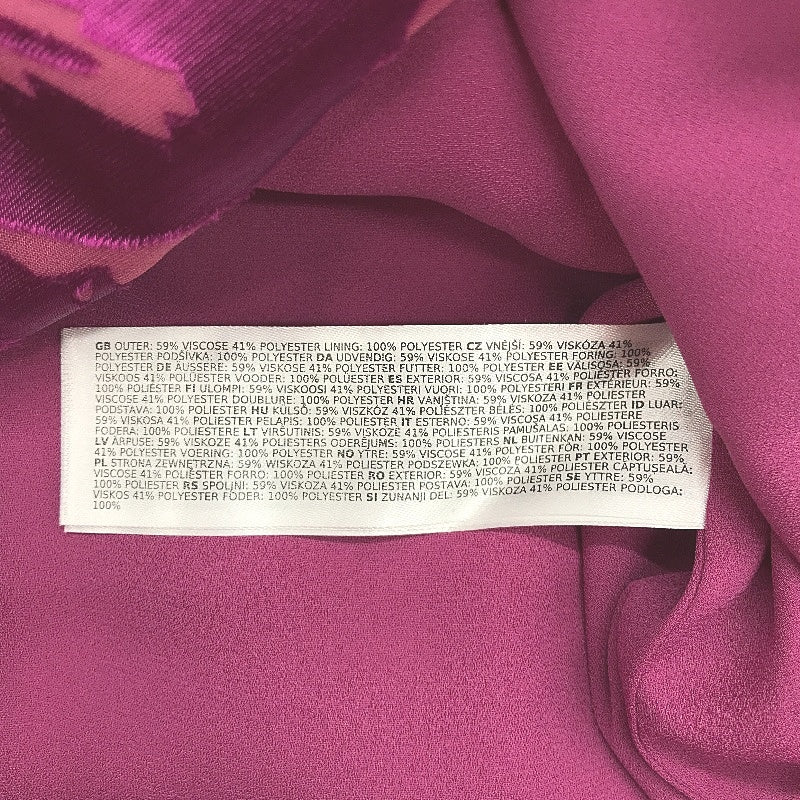 GB OUTER: 59% VISCOSE 41% POLYESTER LINING: 100% POLYESTER CZ VNĚJŠÍ: 59% VISKÓZA 41%
POLYESTER PODŠÍVKA: 100% POLYESTER DA UDVENDIG: 59% VISKOSE 41% POLYESTER FORING: 100%
POLYESTER DE ÄUSSERE: 59% VISKOSE 41% POLYESTER FUTTER: 100% POLYESTER EE VÄLISOSA: 59%
VISKOOS 41% POLÜESTER VOODER: 100% POLÜESTER ES EXTERIOR: 59% VISCOSA 41% POLIÉSTER FORRO:
100% POLIÉSTER FI ULOMPI: 59% VISKOOSI 41% POLYESTERI VUORI: 100% POLYESTERI FR EXTÉRIEUR: 59%
VISCOSE 41% POLYESTER DOUBLURE: 100% POLYESTER HR VANJŠTINA: 59% VISKOZA 41% POLIESTER
PODSTAVA: 100% POLIESTER HU KÜLSŐ: 59% VISZKÓZ 41% POLIÉSZTER BÉLÉS: 100% POLIÉSZTER ID LUAR:
59% VISKOSA 41% POLIESTER PELAPIS: 100% POLIESTER IT ESTERNO: 59% VISCOSA 41% POLIESTERE
FODERA: 100% POLIESTERE LT VIRŠUTINIS: 59% VISKOZĖ 41% POLIESTERIS PAMUŠALAS: 100% POLIESTERIS
LV ĀRPUSE: 59% VISKOZE 41% POLIESTERS ODERĒJUMS: 100% POLIESTERS NL BUITENKAN: 59% VISCOSE
41% POLYESTER VOERING: 100% POLYESTER NO YTRE: 59% VISKOSE 41% POLYESTER FÔR: 100% POLYESTER
PL STRONA ZEWNĘTRZNA: 59% WISKOZA 41% POLIESTER PODSZEWKA: 100% POLIESTER PT EXTERIOR: 59%
VISCOSE 41% POLIÉSTER FORRO: 100% POLIÉSTER RO EXTERIOR: 59% VISCOZA 41% POLIESTER CĂPTUȘEALĂ:
100% POLIESTER RS SPOLJNI: 59% VISKOZA 41% POLIESTER POSTAVA: 100% POLIESTER SE YTTRE: 59%
VISKOS 41% POLYESTER FODER: 100% POLYESTER SI ZUNANJI DEL: 59% VISKOZA 41% POLIESTER PODLOGA:
100%